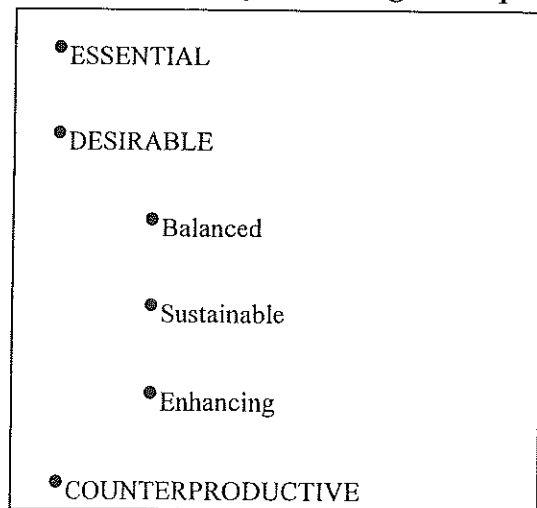 •ESSENTIAL
•DESIRABLE
•Balanced
•Sustainable
•Enhancing
•COUNTERPRODUCTIVE